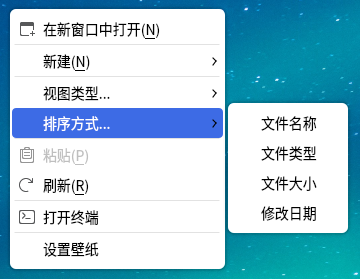 在新窗口中打开(N)
新建(N)
视图类型...
排序方式...
粘贴(P)
刷新(R)
打开终端
设置壁纸
文件名称
文件类型
文件大小
修改日期